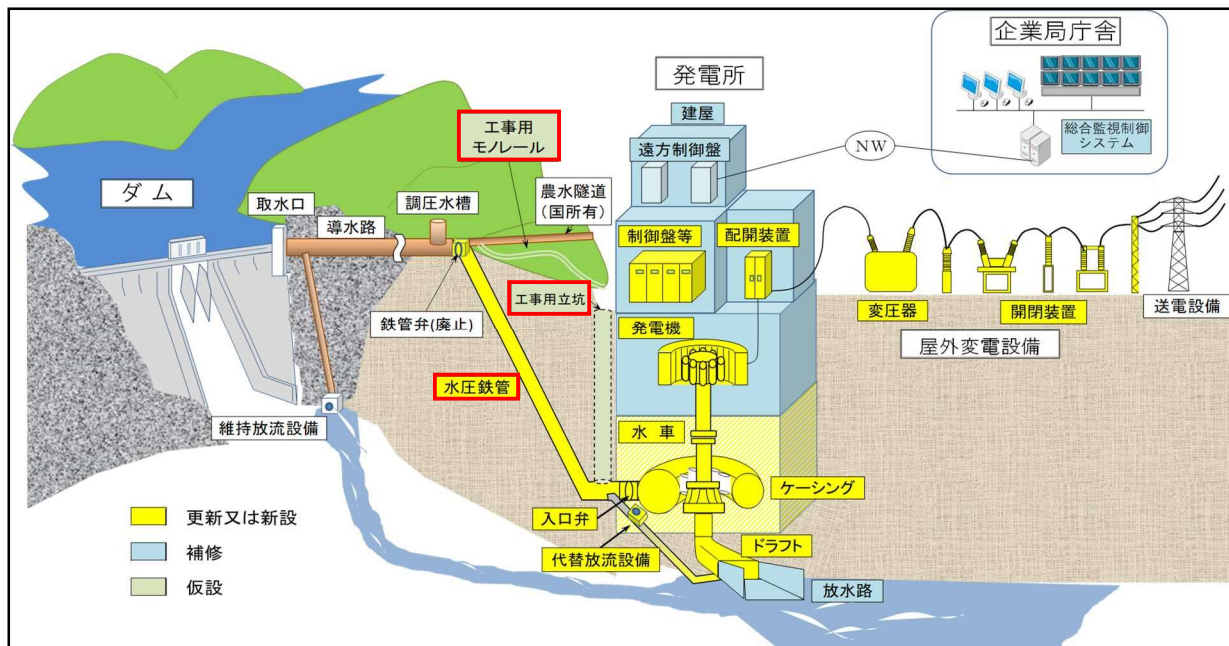 企業局庁舎
総合監視制御
システム
発電所
建屋
遠方制御盤
NW
工事用
モノレール
ダム
取水口
調圧水槽
農水隧道
(国所有)
導水路
制御盤等
配開装置
工事用立坑
鉄管弁(廃止)
発電機
変圧器
開閉装置
送電設備
屋外変電設備
水圧鉄管
維持放流設備
水 車
ケーシング
入口弁
代替放流設備
ドラフト
放水路
更新又は新設
補修
仮設